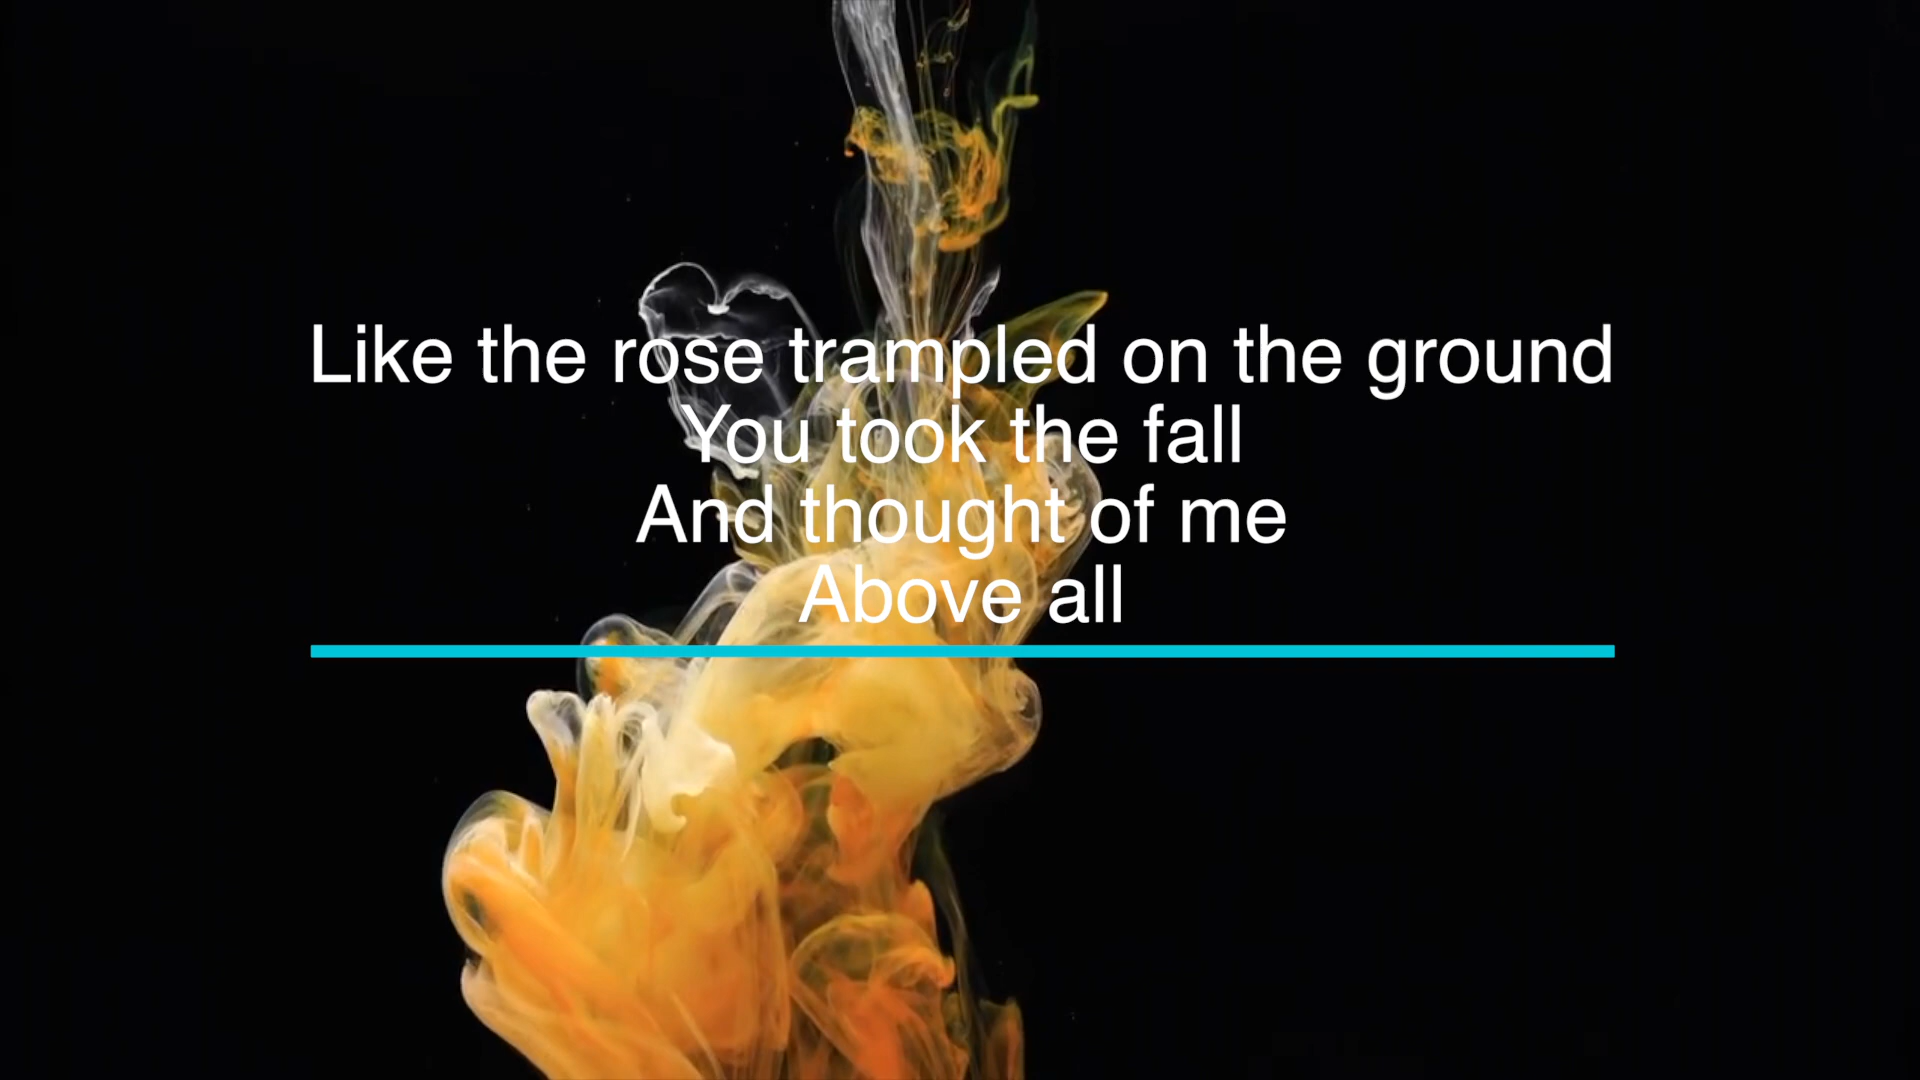 Like the rose trampled on the ground
You took the fall
And thought of me
Above all